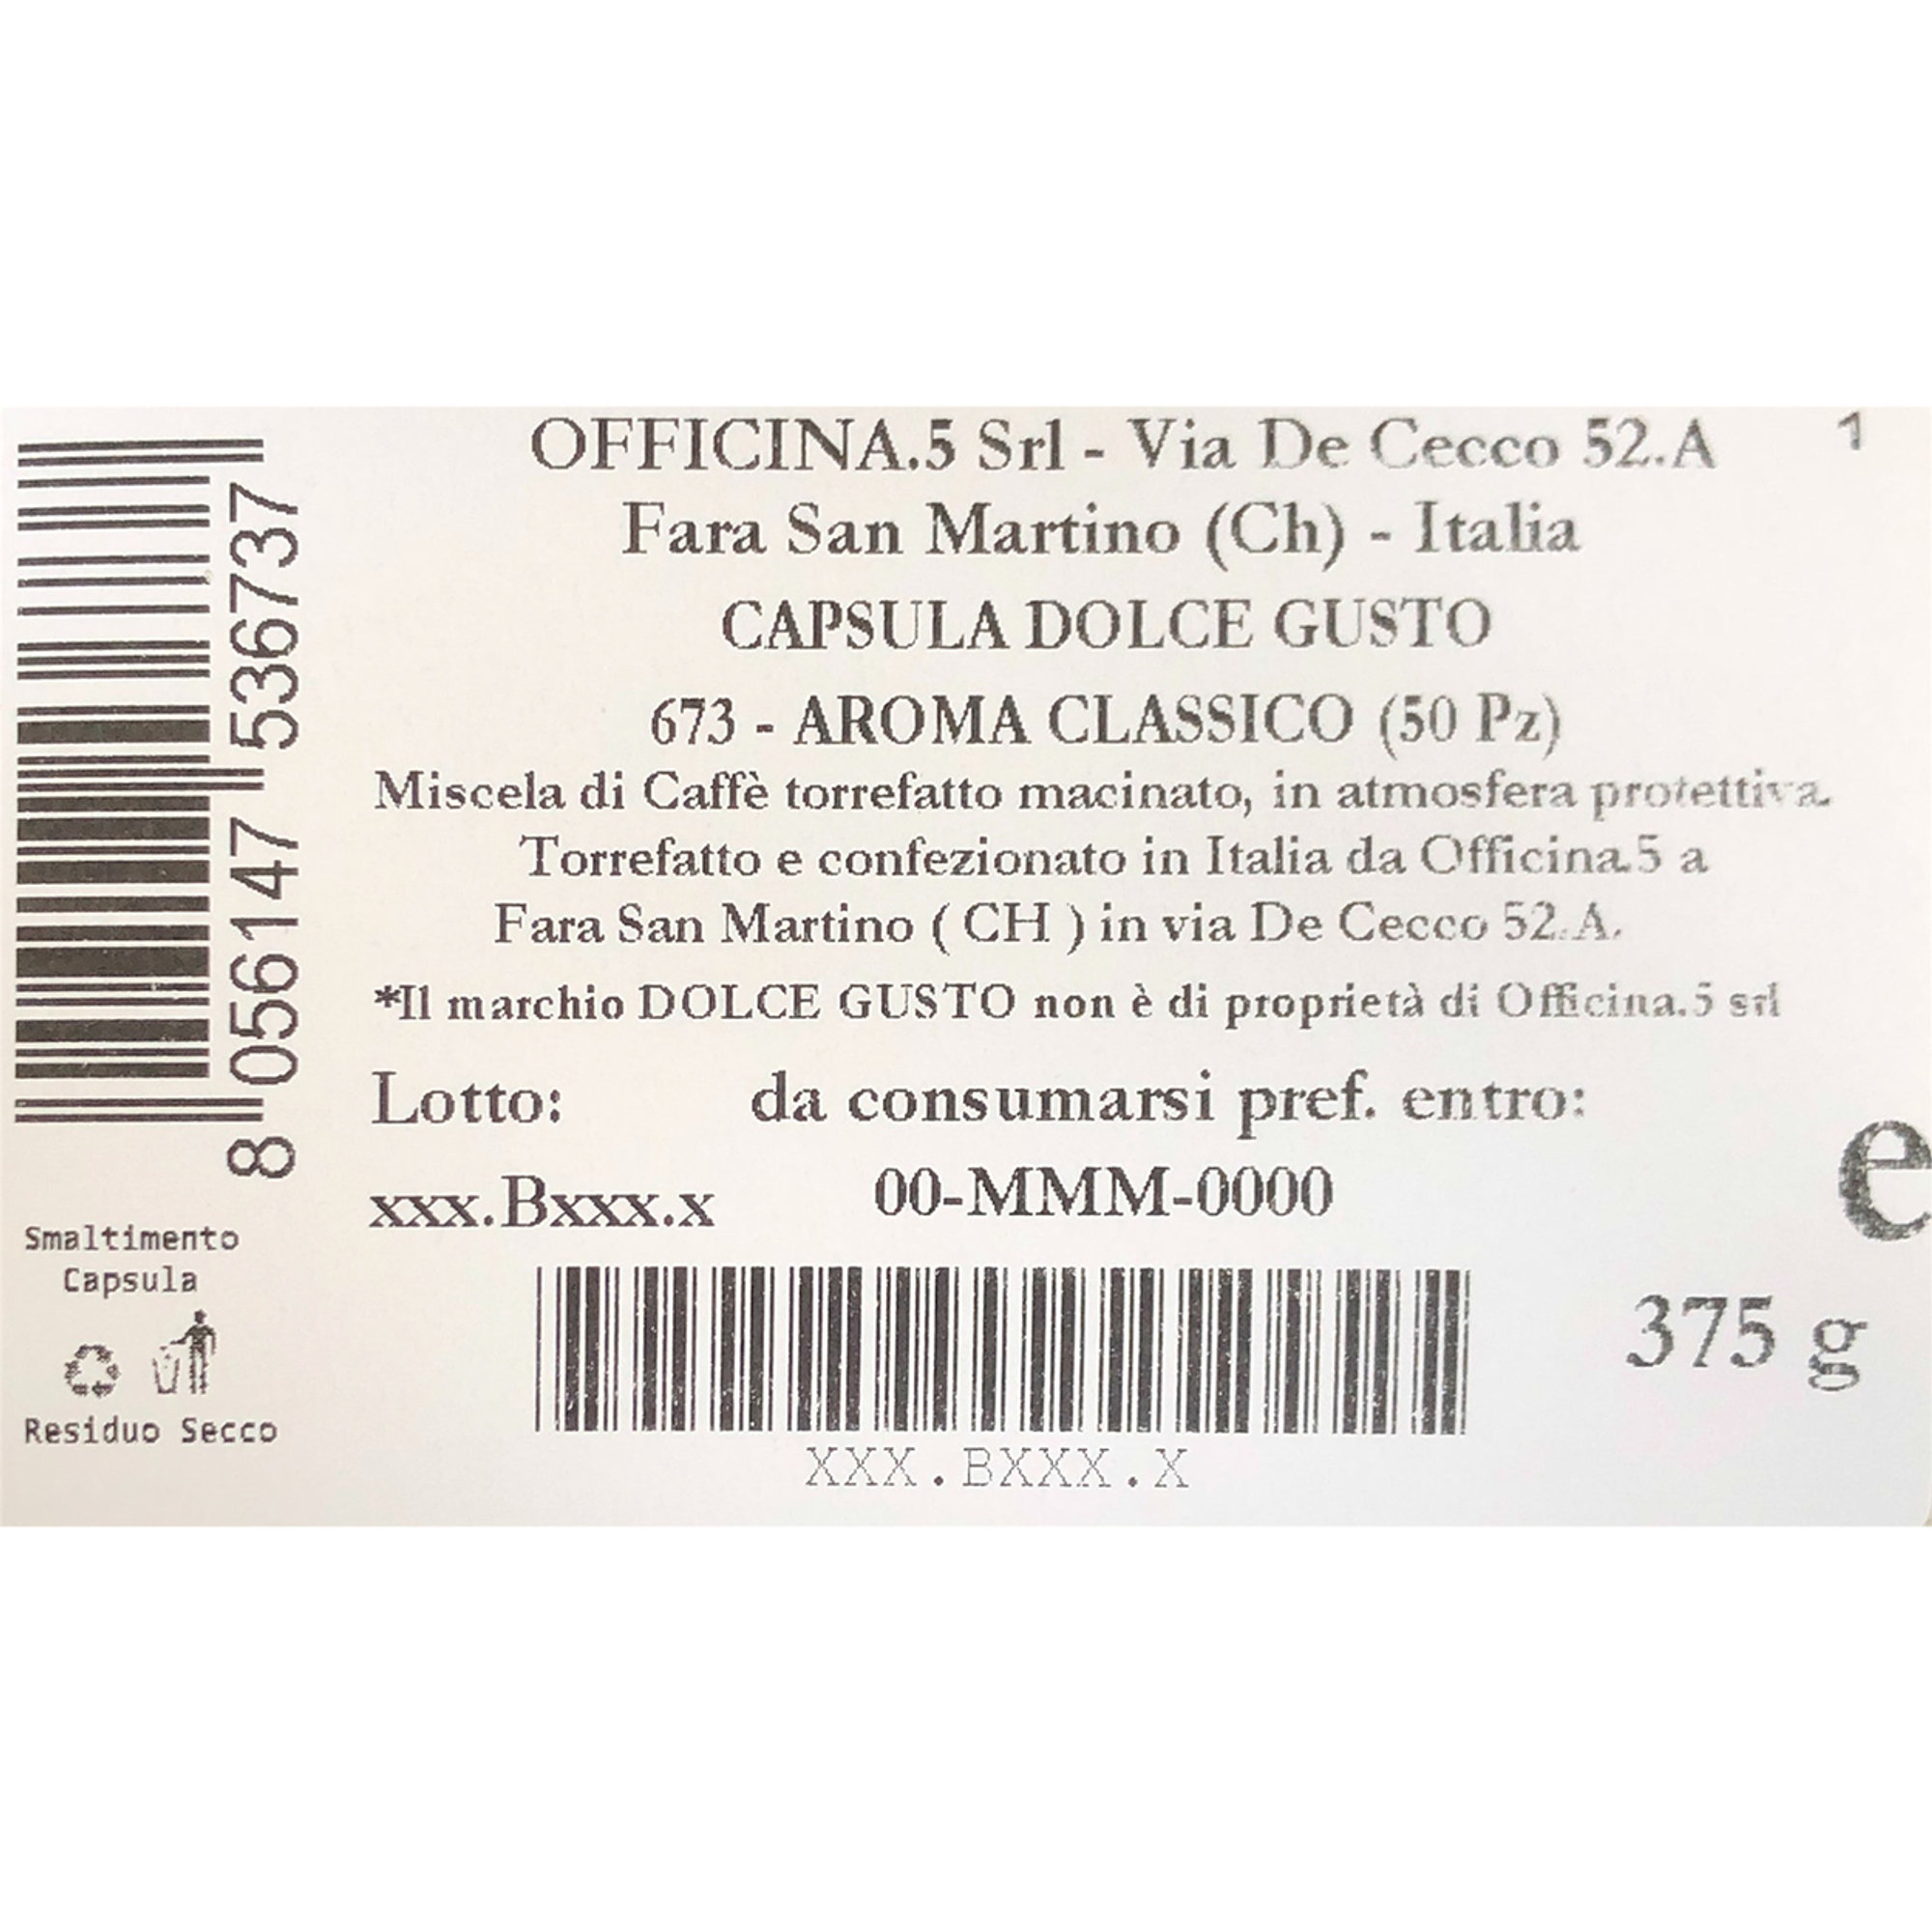 OFFICINA.5 Srl - Via De Cecco 52.A
1
Fara San Martino (Ch) - Italia
CAPSULA DOLCE GUSTO
673 - AROMA CLASSICO (50 Pz)
Miscela di Caffè torrefatto macinato, in atmosfera protettiva.
Torrefatto e confezionato in Italia da Officina.5 a
Fara San Martino ( CH ) in via De Cecco 52.A.
*Il marchio DOLCE GUSTO non è di proprietà di Officina.5 srl
Lotto: da consumarsi pref. entro:
xxx.Bxxx.x 00-MMM-0000
e
375 g
XXX.BXXX.X
8 056147 536737
Smaltimento
Capsula
Residuo Secco